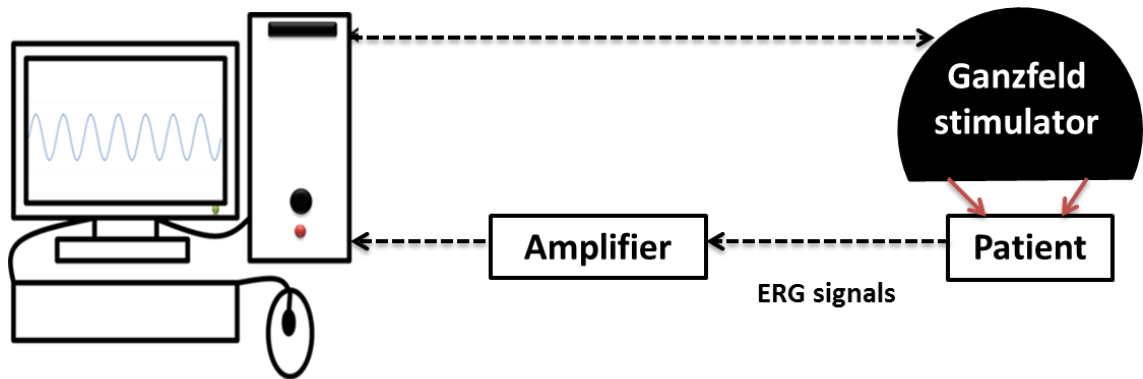 Ganzfeld
stimulator
Amplifier
Patient
ERG signals